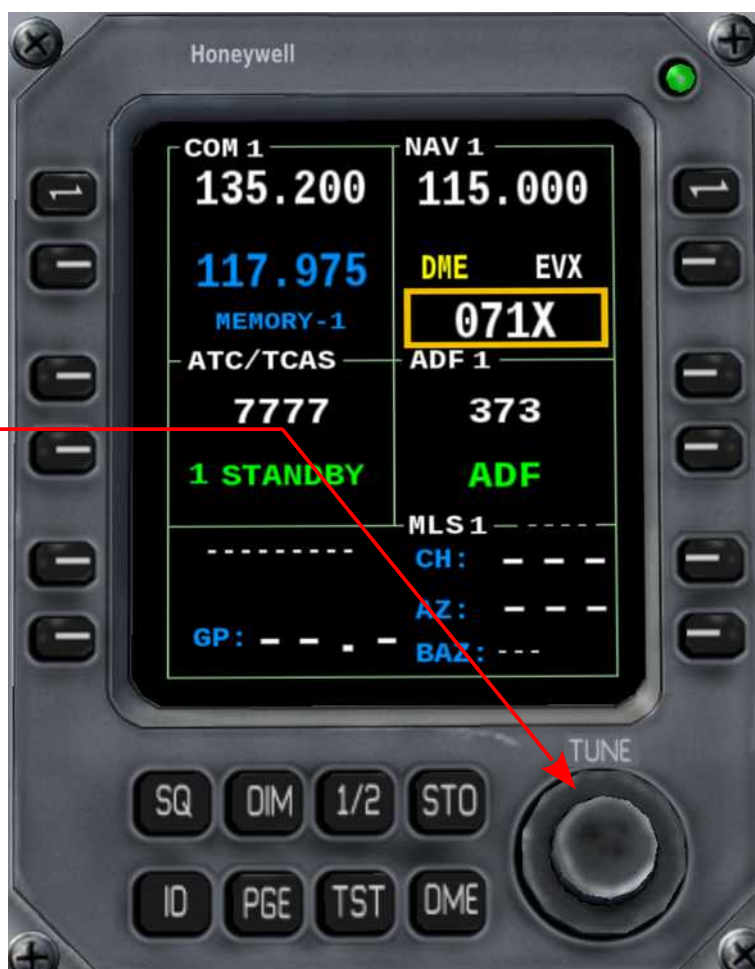 Honeywell
COM 1 NAV 1
135.200 115.000
117.975 DME EVX
MEMORY-1 071X
ATC/TCAS ADF 1
7777 373
1 STANDBY ADF
MLS 1 - - - - -
- - - - - - - - - CH: - - -
AZ: - - -
GP: - - . - BAZ: - - -
TUNE
SQ DIM 1/2 STO
ID PGE TST DME